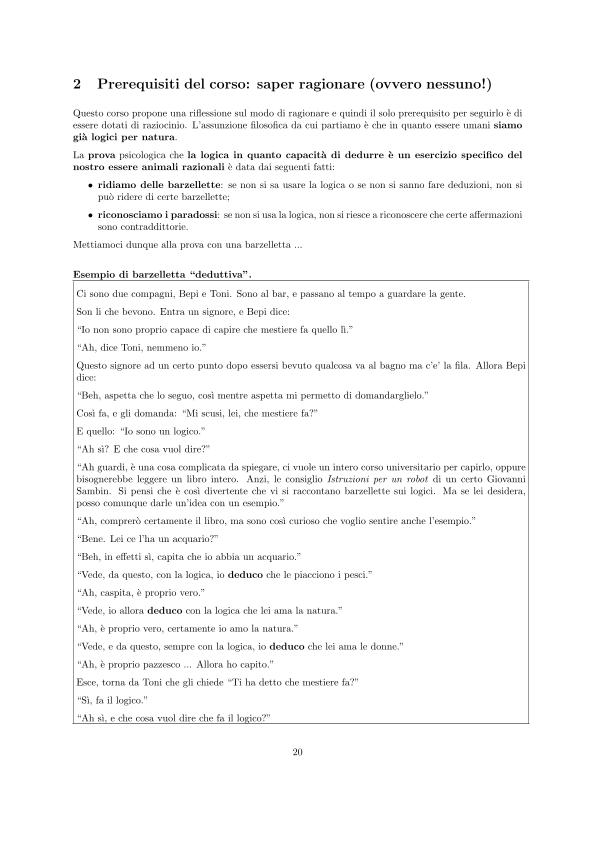 2 Prerequisiti del corso: saper ragionare (ovvero nessuno!)
Questo corso propone una riflessione sul modo di ragionare e quindi il solo prerequisito per seguirlo è di
essere dotati di raziocinio. L'assunzione filosofica da cui partiamo è che in quanto essere umani siamo
già logici per natura.
La prova psicologica che la logica in quanto capacità di dedurre è un esercizio specifico del
nostro essere animali razionali è data dai seguenti fatti:
• ridiamo delle barzellette: se non si sa usare la logica o se non si sanno fare deduzioni, non si
può ridere di certe barzellette;
• riconosciamo i paradossi: se non si usa la logica, non si riesce a riconoscere che certe affermazioni
sono contraddittorie.
Mettiamoci dunque alla prova con una barzelletta ...
Esempio di barzelletta “deduttiva”.
Ci sono due compagni, Bepi e Toni. Sono al bar, e passano al tempo a guardare la gente.
Son lì che bevono. Entra un signore, e Bepi dice:
“Io non sono proprio capace di capire che mestiere fa quello lì.”
“Ah, dice Toni, nemmeno io.”
Questo signore ad un certo punto dopo essersi bevuto qualcosa va al bagno ma c'e' la fila. Allora Bepi
dice:
“Beh, aspetta che lo seguo, così mentre aspetta mi permetto di domandarglielo.”
Così fa, e gli domanda: “Mi scusi, lei, che mestiere fa?”
E quello: “Io sono un logico.”
“Ah sì? E che cosa vuol dire?”
“Ah guardi, è una cosa complicata da spiegare, ci vuole un intero corso universitario per capirlo, oppure
bisognerebbe leggere un libro intero. Anzi, le consiglio Istruzioni per un robot di un certo Giovanni
Sambin. Si pensi che è così divertente che vi si raccontano barzellette sui logici. Ma se lei desidera,
posso comunque darle un'idea con un esempio.”
“Ah, comprerò certamente il libro, ma sono così curioso che voglio sentire anche l'esempio.”
“Bene. Lei ce l'ha un acquario?”
“Beh, in effetti sì, capita che io abbia un acquario.”
“Vede, da questo, con la logica, io deduco che le piacciono i pesci.”
“Ah, caspita, è proprio vero.”
“Vede, io allora deduco con la logica che lei ama la natura.”
“Ah, è proprio vero, certamente io amo la natura.”
“Vede, e da questo, sempre con la logica, io deduco che lei ama le donne.”
“Ah, è proprio pazzesco ... Allora ho capito.”
Esce, torna da Toni che gli chiede “Ti ha detto che mestiere fa?”
“Sì, fa il logico.”
“Ah sì, e che cosa vuol dire che fa il logico?”
20